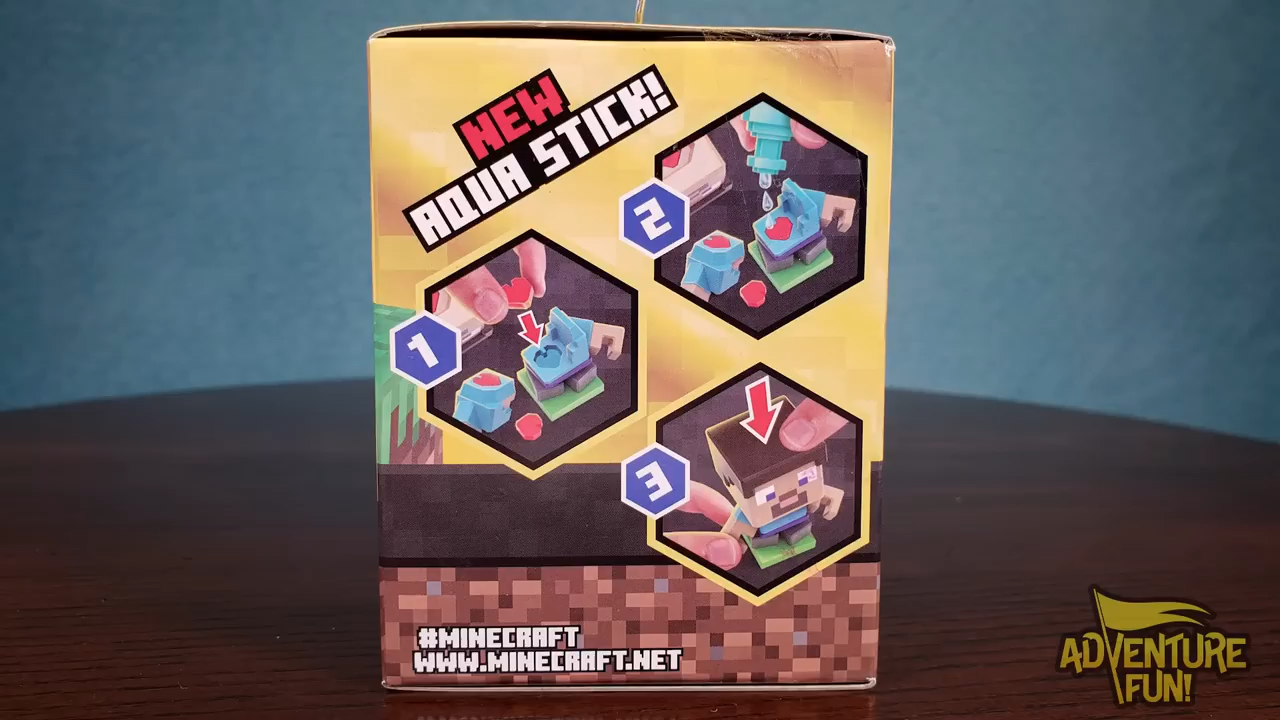 NEW
AQUA STICK!
2
1
3
#MINECRAFT
WWW.MINECRAFT.NET
ADVENTURE
FUN!